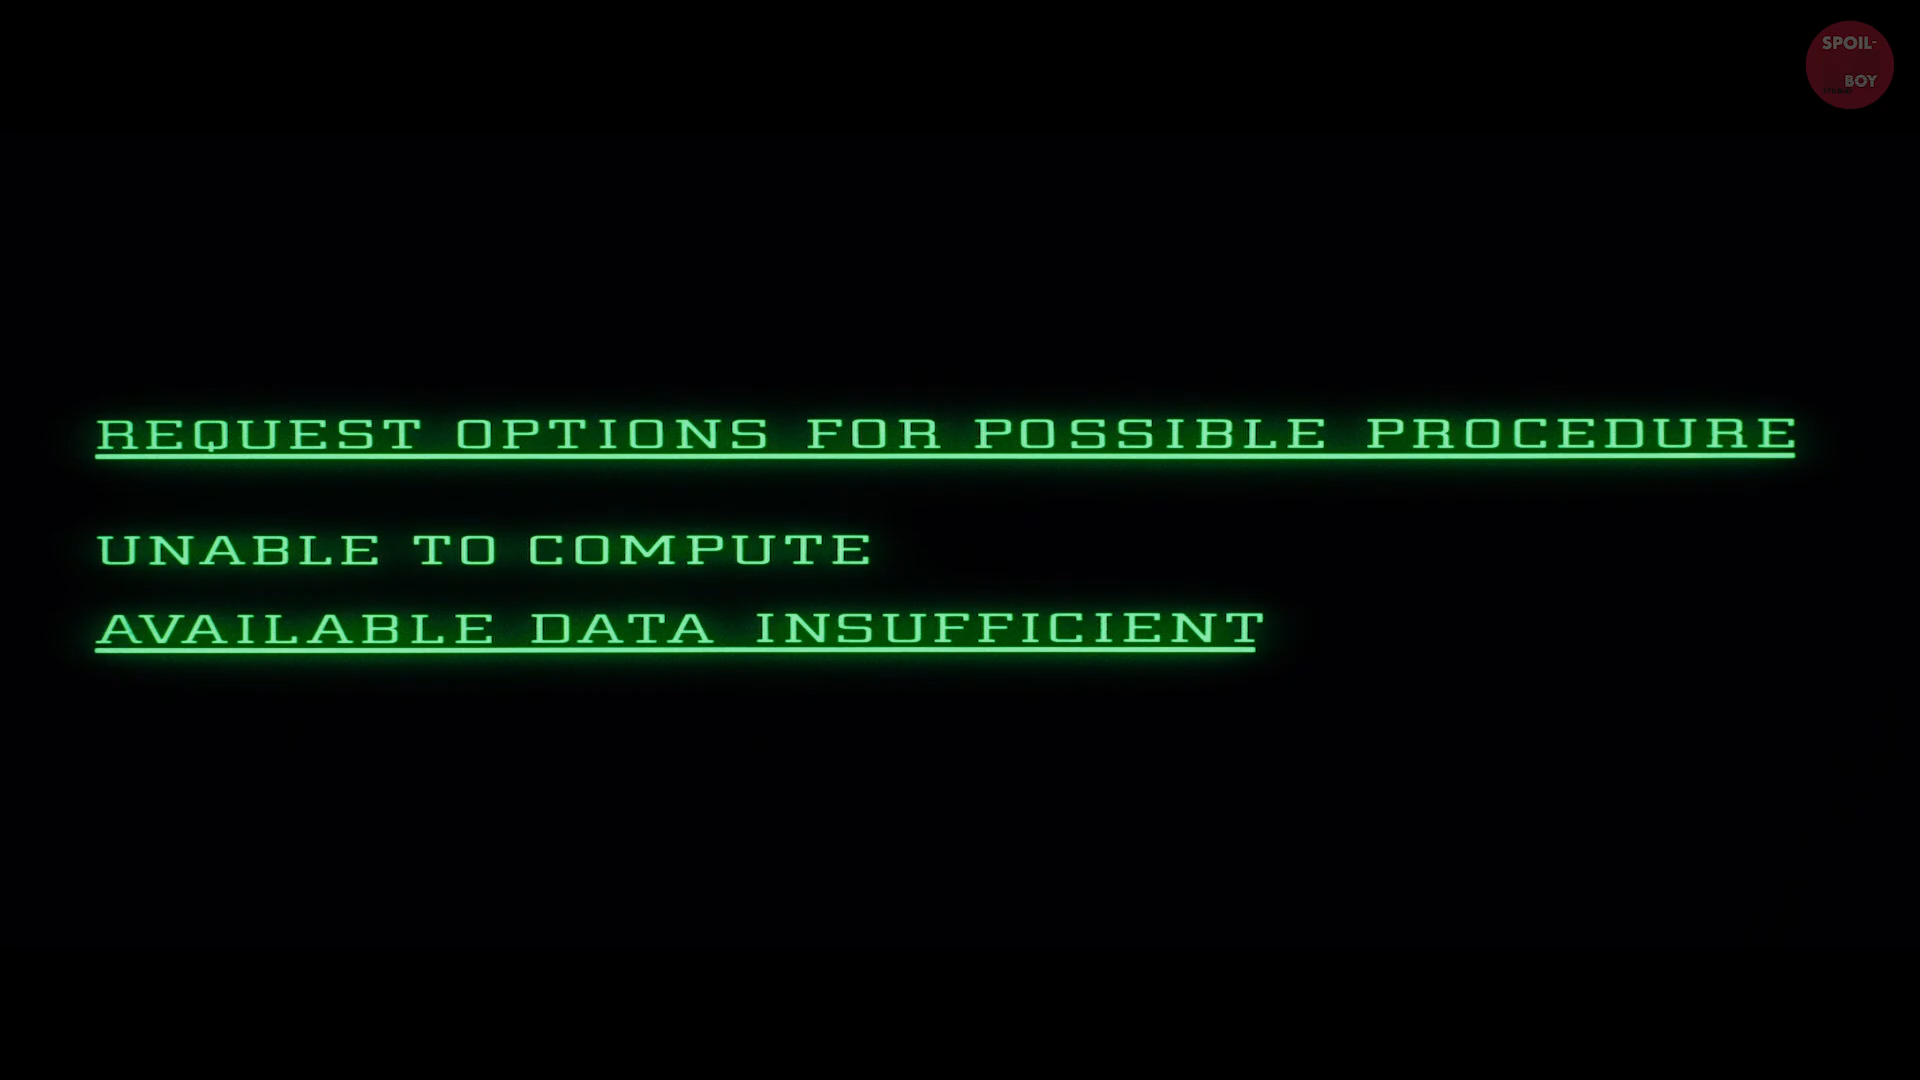 SPOIL-
BOY
REQUEST OPTIONS FOR POSSIBLE PROCEDURE
UNABLE TO COMPUTE
AVAILABLE DATA INSUFFICIENT